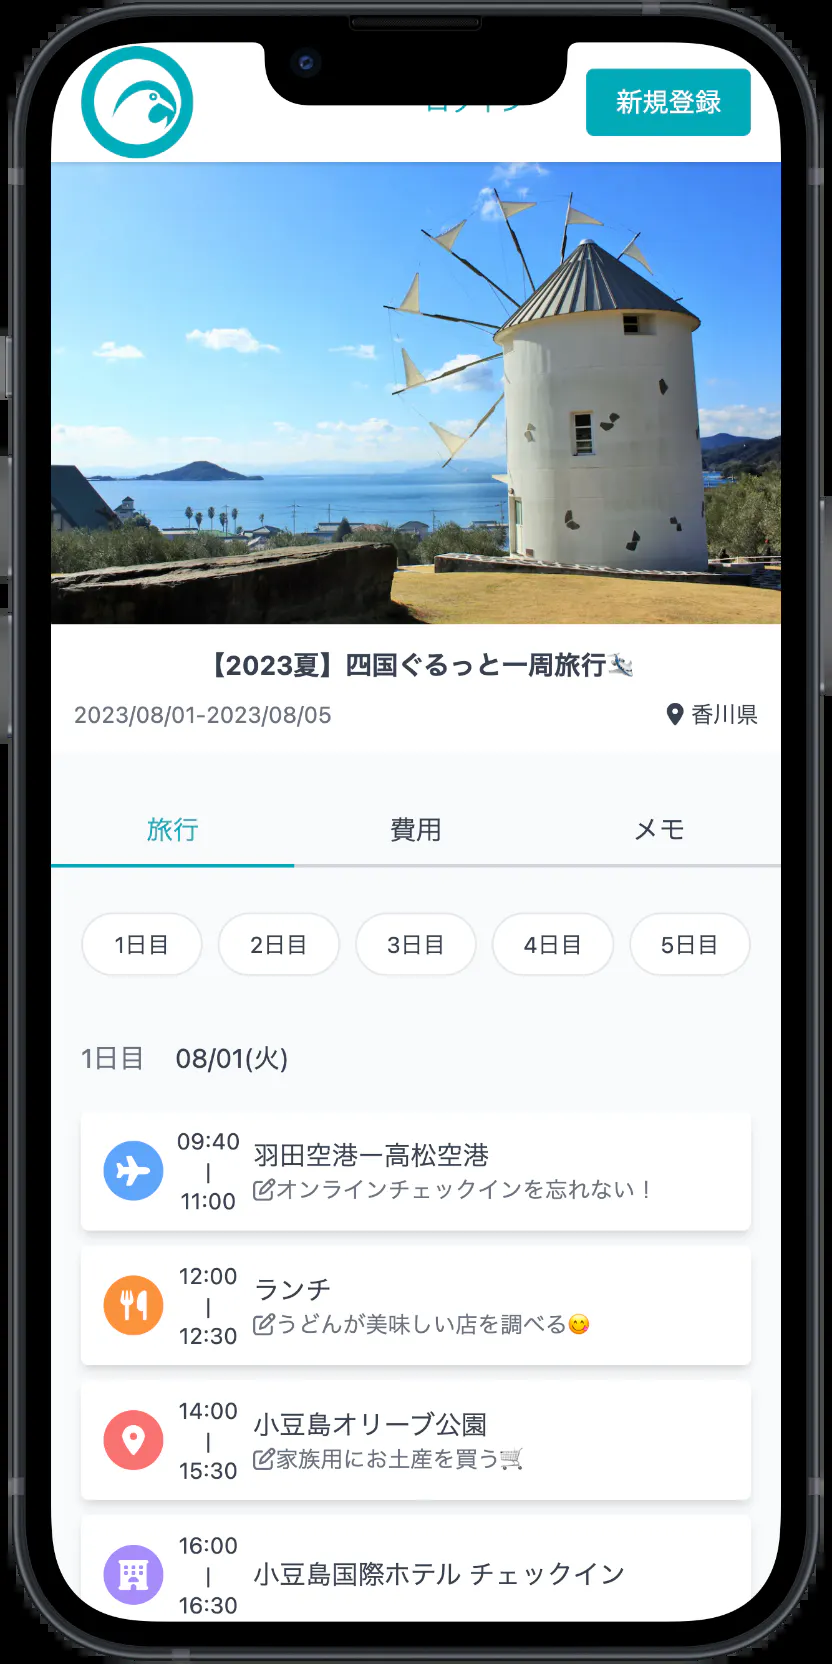 ログイン
新規登録
【2023夏】四国ぐるっと一周旅行🛫
2023/08/01-2023/08/05
香川県
旅行 費用 メモ
1日目 2日目 3日目 4日目 5日目
1日目 08/01(火)
09:40
|
11:00
羽田空港ー高松空港
オンラインチェックインを忘れない！
12:00
|
12:30
ランチ
うどんが美味しい店を調べる😋
14:00
|
15:30
小豆島オリーブ公園
家族用にお土産を買う🛒
16:00
|
16:30
小豆島国際ホテル チェックイン